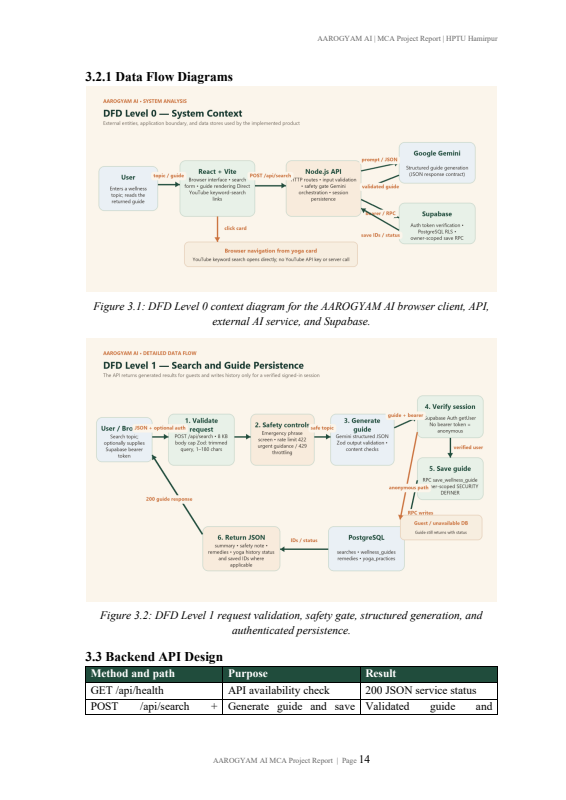 AAROGYAM AI | MCA Project Report | HPTU Hamirpur
3.2.1 Data Flow Diagrams
AAROGYAM AI • SYSTEM ANALYSIS
DFD Level 0 — System Context
External entities, application boundary, and data stores used by the implemented product
User
Enters a wellness
topic; reads the
returned guide
topic / guide
React + Vite
Browser interface • search
form • guide rendering Direct
YouTube keyword-search
links
POST /api/search
Node.js API
HTTP routes • input validation
• safety gate Gemini
orchestration • session
persistence
prompt / JSON
validated guide
Google Gemini
Structured guide generation
(JSON response contract)
bearer / RPC
save IDs / status
Supabase
Auth token verification •
PostgreSQL RLS •
owner-scoped save RPC
click card
Browser navigation from yoga card
YouTube keyword search opens directly; no YouTube API key or server call
Figure 3.1: DFD Level 0 context diagram for the AAROGYAM AI browser client, API,
external AI service, and Supabase.
AAROGYAM AI • DETAILED DATA FLOW
DFD Level 1 — Search and Guide Persistence
The API returns generated results for guests and writes history only for a verified signed-in session
User / Bro
Search topic;
optionally supplies
Supabase bearer
token
JSON + optional auth
1. Validate
request
POST /api/search • 8 KB
body cap Zod: trimmed
query, 1–180 chars
2. Safety controls
Emergency phrase
screen • rate limit 422
urgent guidance / 429
throttling
safe topic
3. Generate
guide
Gemini structured JSON
Zod output validation •
content checks
guide + bearer
4. Verify session
Supabase Auth getUser
No bearer token =
anonymous
verified user
5. Save guide
RPC save_wellness_guide
er-scoped SECURITY
DEFINER
anonymous path
RPC writes
Guest / unavailable DB
Guide still returns with status
200 guide response
6. Return JSON
summary • safety note •
remedies • yoga history status
and saved IDs where
applicable
IDs / status
PostgreSQL
searches • wellness_guides
remedies • yoga_practices
Figure 3.2: DFD Level 1 request validation, safety gate, structured generation, and
authenticated persistence.
3.3 Backend API Design
Method and path Purpose Result
GET /api/health API availability check 200 JSON service status
POST /api/search + Generate guide and save Validated guide and
AAROGYAM AI MCA Project Report | Page 14